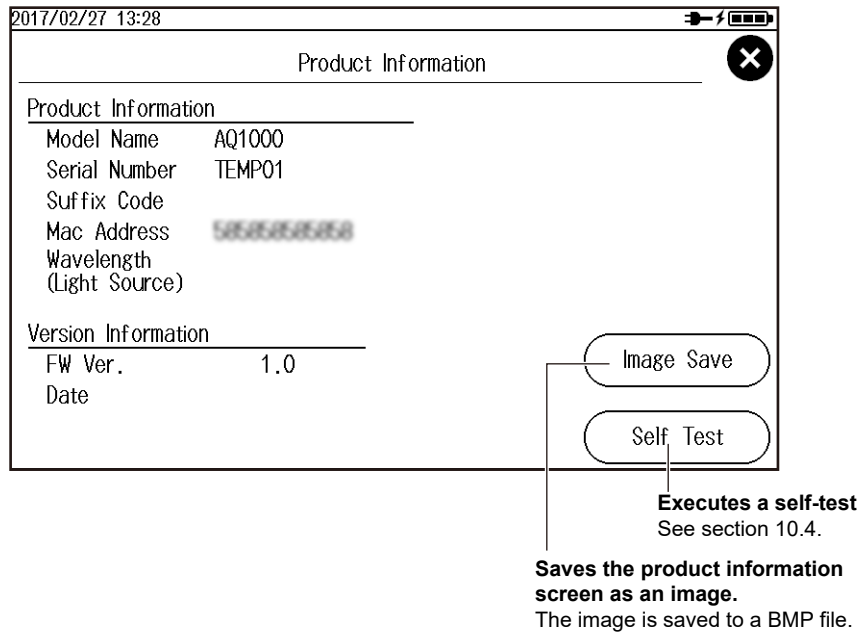 2017/02/27 13:28
Product Information
Product Information
Model Name AQ1000
Serial Number TEMP01
Suffix Code
Mac Address
Wavelength
(Light Source)
Version Information
FW Ver. 1.0
Date
Image Save
Self Test
Executes a self-test
See section 10.4.
Saves the product information
screen as an image.
The image is saved to a BMP file.